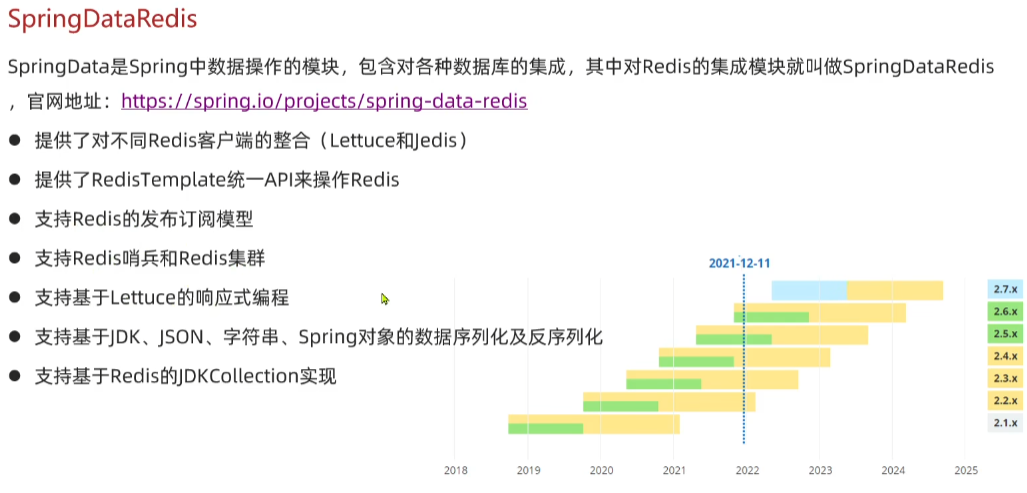 SpringDataRedis
SpringData是Spring中数据操作的模块，包含对各种数据库的集成，其中对Redis的集成模块就叫做SpringDataRedis
，官网地址：https://spring.io/projects/spring-data-redis
● 提供了对不同Redis客户端的整合（Lettuce和Jedis）
● 提供了RedisTemplate统一API来操作Redis
● 支持Redis的发布订阅模型
● 支持Redis哨兵和Redis集群
● 支持基于Lettuce的响应式编程
● 支持基于JDK、JSON、字符串、Spring对象的数据序列化及反序列化
● 支持基于Redis的JDKCollection实现
2021-12-11
2.7.x
2.6.x
2.5.x
2.4.x
2.3.x
2.2.x
2.1.x
2018 2019 2020 2021 2022 2023 2024 2025